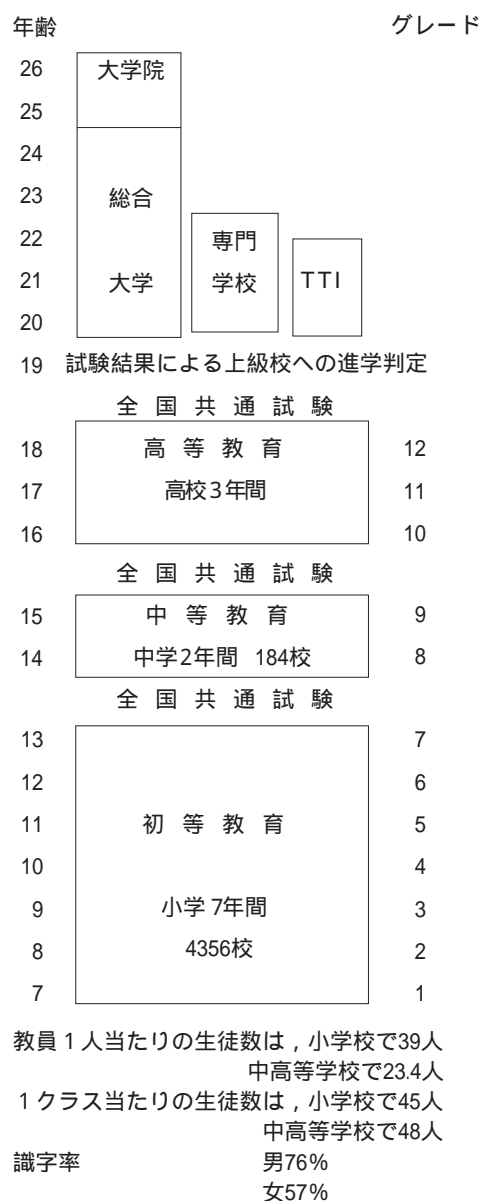 年齢 グレード
26 大学院
25
24
23 総合
22 専門
21 大学 学校 TTI
20
19 試験結果による上級校への進学判定
全国共通試験
18 高等教育 12
17 高校3年間 11
16 10
全国共通試験
15 中等教育 9
14 中学2年間 184校 8
全国共通試験
13 7
12 6
11 初等教育 5
10 4
9 小学7年間 3
8 4356校 2
7 1
教員1人当たりの生徒数は，小学校で39人
中高等学校で23.4人
1クラス当たりの生徒数は，小学校で45人
中高等学校で48人
識字率 男76%
女57%